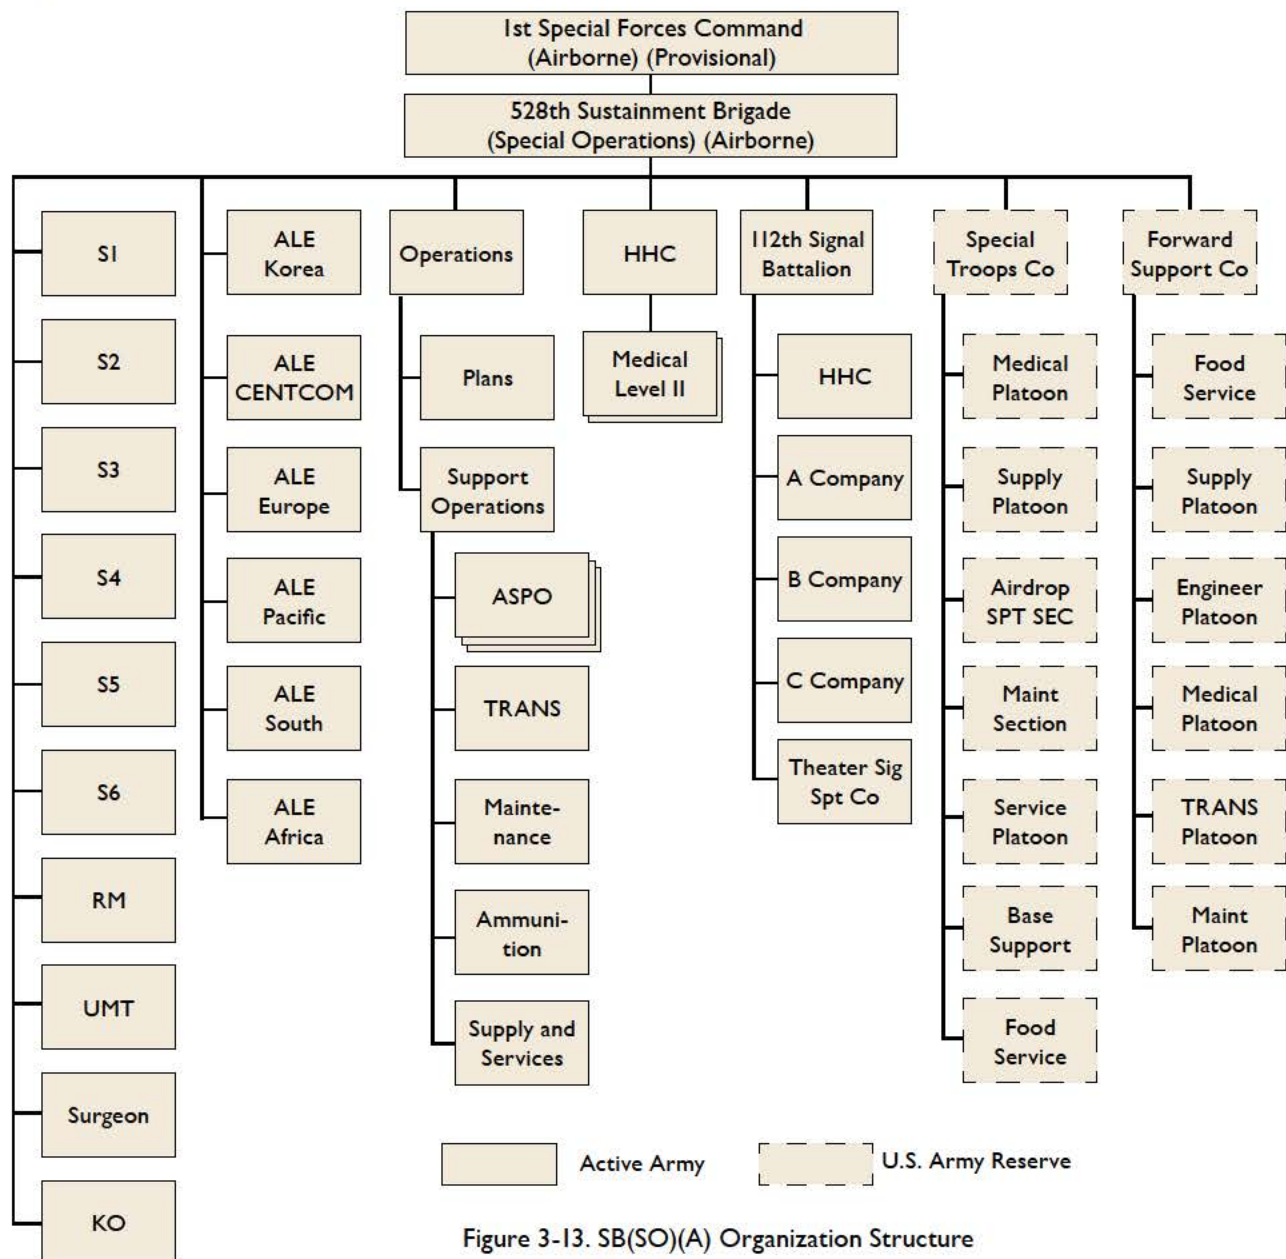 1st Special Forces Command
(Airborne) (Provisional)
528th Sustainment Brigade
(Special Operations) (Airborne)
S1
S2
S3
S4
S5
S6
RM
UMT
Surgeon
KO
ALE
Korea
ALE
CENTCOM
ALE
Europe
ALE
Pacific
ALE
South
ALE
Africa
Operations
Plans
Support
Operations
ASPO
TRANS
Mainte-
nance
Ammuni-
tion
Supply and
Services
HHC
Medical
Level II
112th Signal
Battalion
HHC
A Company
B Company
C Company
Theater Sig
Spt Co
Special
Troops Co
Medical
Platoon
Supply
Platoon
Airdrop
SPT SEC
Maint
Section
Service
Platoon
Base
Support
Food
Service
Forward
Support Co
Food
Service
Supply
Platoon
Engineer
Platoon
Medical
Platoon
TRANS
Platoon
Maint
Platoon
Active Army
U.S. Army Reserve
Figure 3-13. SB(SO)(A) Organization Structure